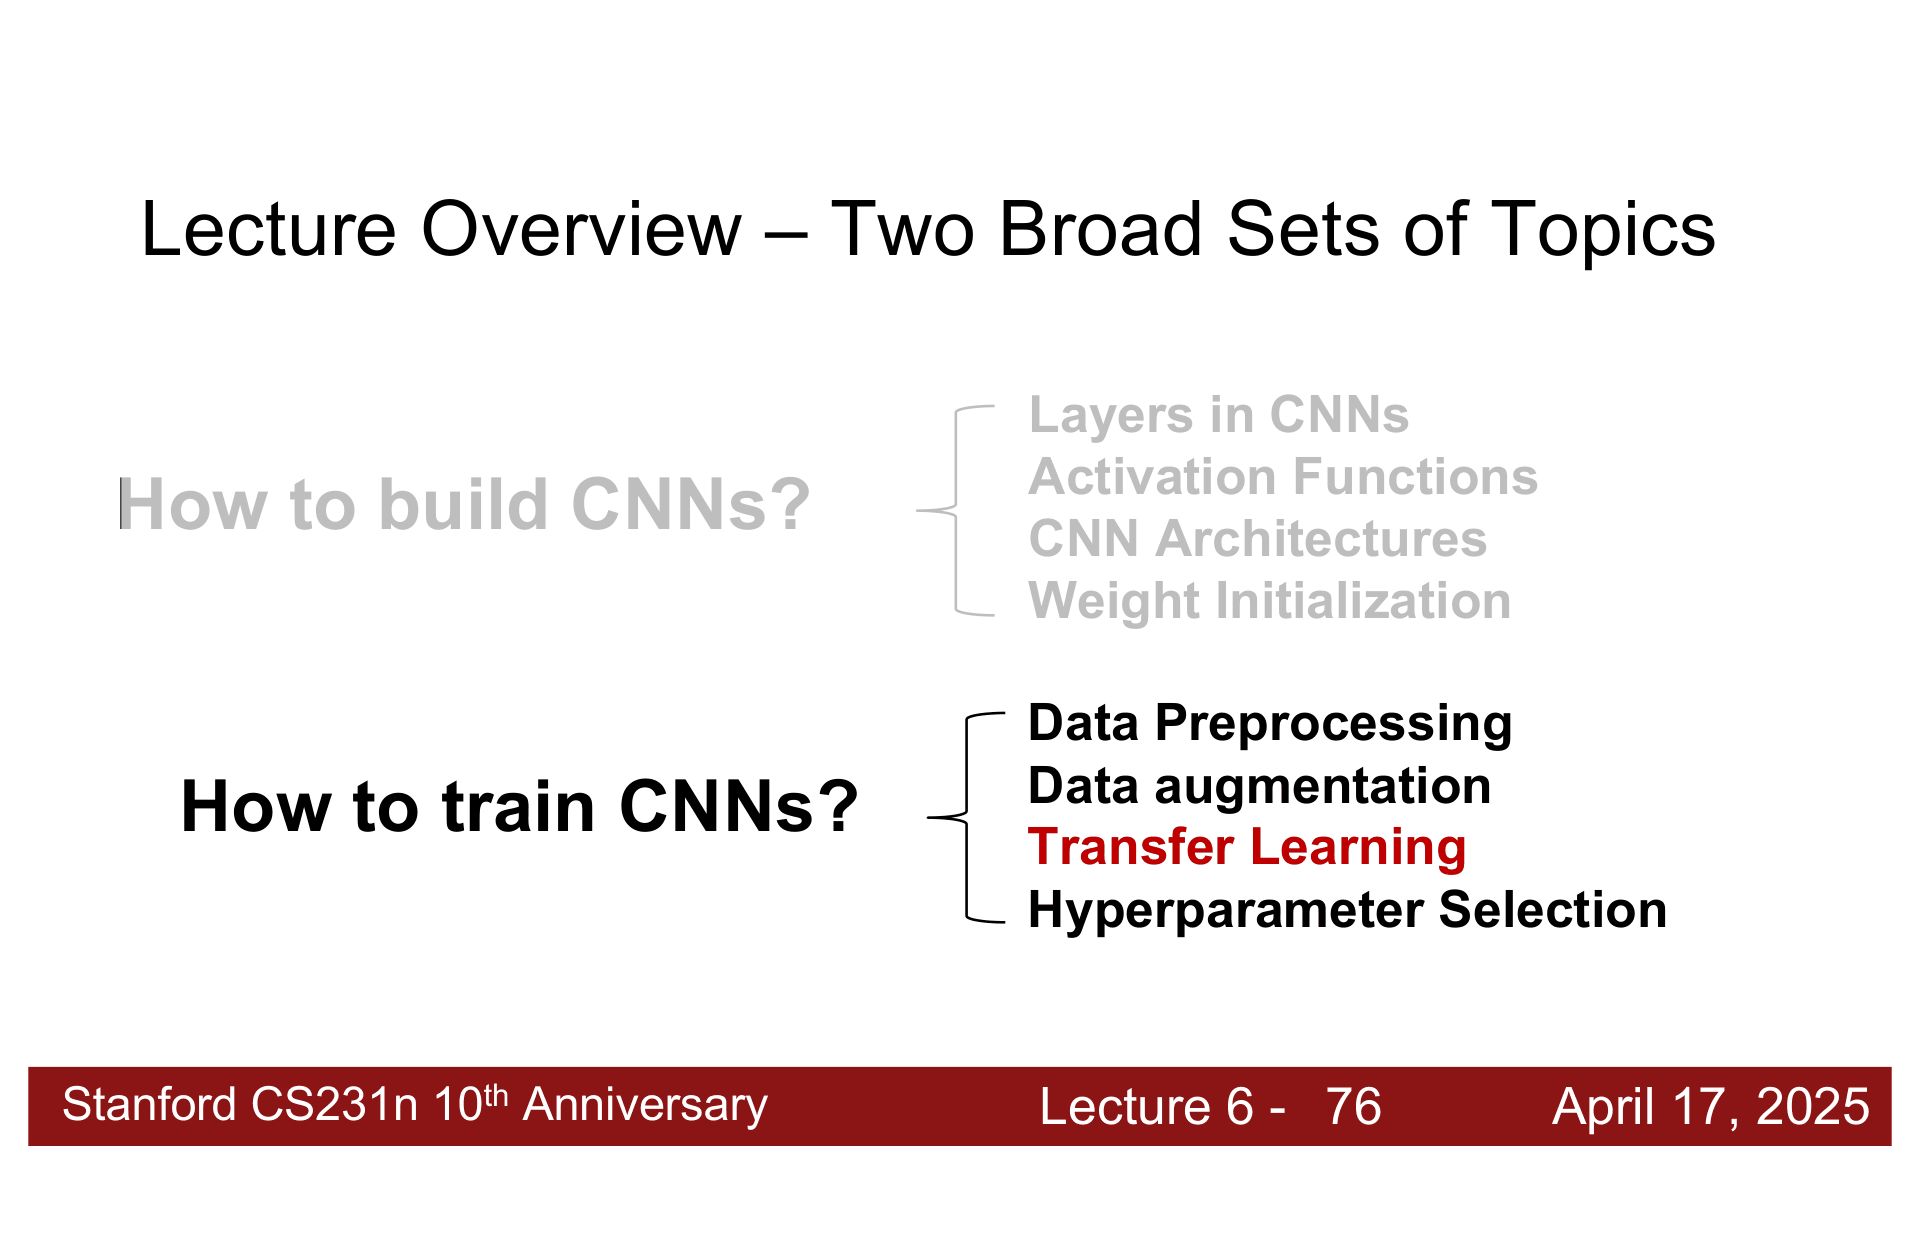 Lecture Overview – Two Broad Sets of Topics
How to build CNNs?
Layers in CNNs
Activation Functions
CNN Architectures
Weight Initialization
How to train CNNs?
Data Preprocessing
Data augmentation
Transfer Learning
Hyperparameter Selection
Stanford CS231n 10th Anniversary
Lecture 6 - 76
April 17, 2025